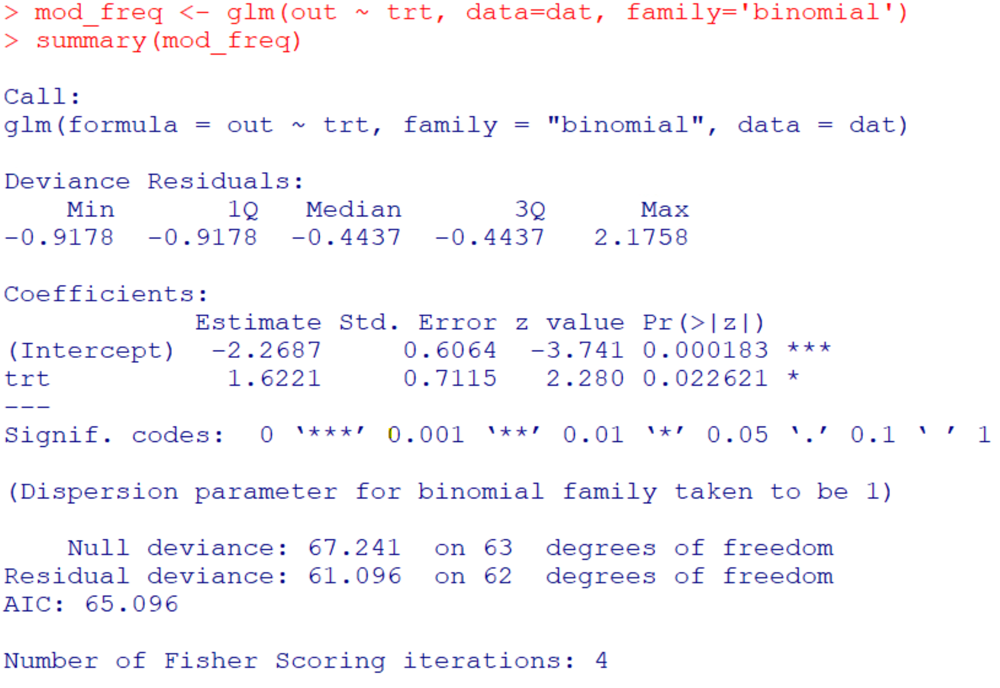 > mod_freq <- glm(out ~ trt, data=dat, family='binomial')
> summary(mod_freq)

Call:
glm(formula = out ~ trt, family = "binomial", data = dat)

Deviance Residuals:
    Min       1Q   Median       3Q      Max
-0.9178  -0.9178  -0.4437  -0.4437   2.1758

Coefficients:
            Estimate Std. Error z value Pr(>|z|)
(Intercept)  -2.2687     0.6064  -3.741 0.000183 ***
trt           1.6221     0.7115   2.280 0.022621 *
---
Signif. codes:  0 ‘***’ 0.001 ‘**’ 0.01 ‘*’ 0.05 ‘.’ 0.1 ‘ ’ 1

(Dispersion parameter for binomial family taken to be 1)

    Null deviance: 67.241  on 63  degrees of freedom
Residual deviance: 61.096  on 62  degrees of freedom
AIC: 65.096

Number of Fisher Scoring iterations: 4